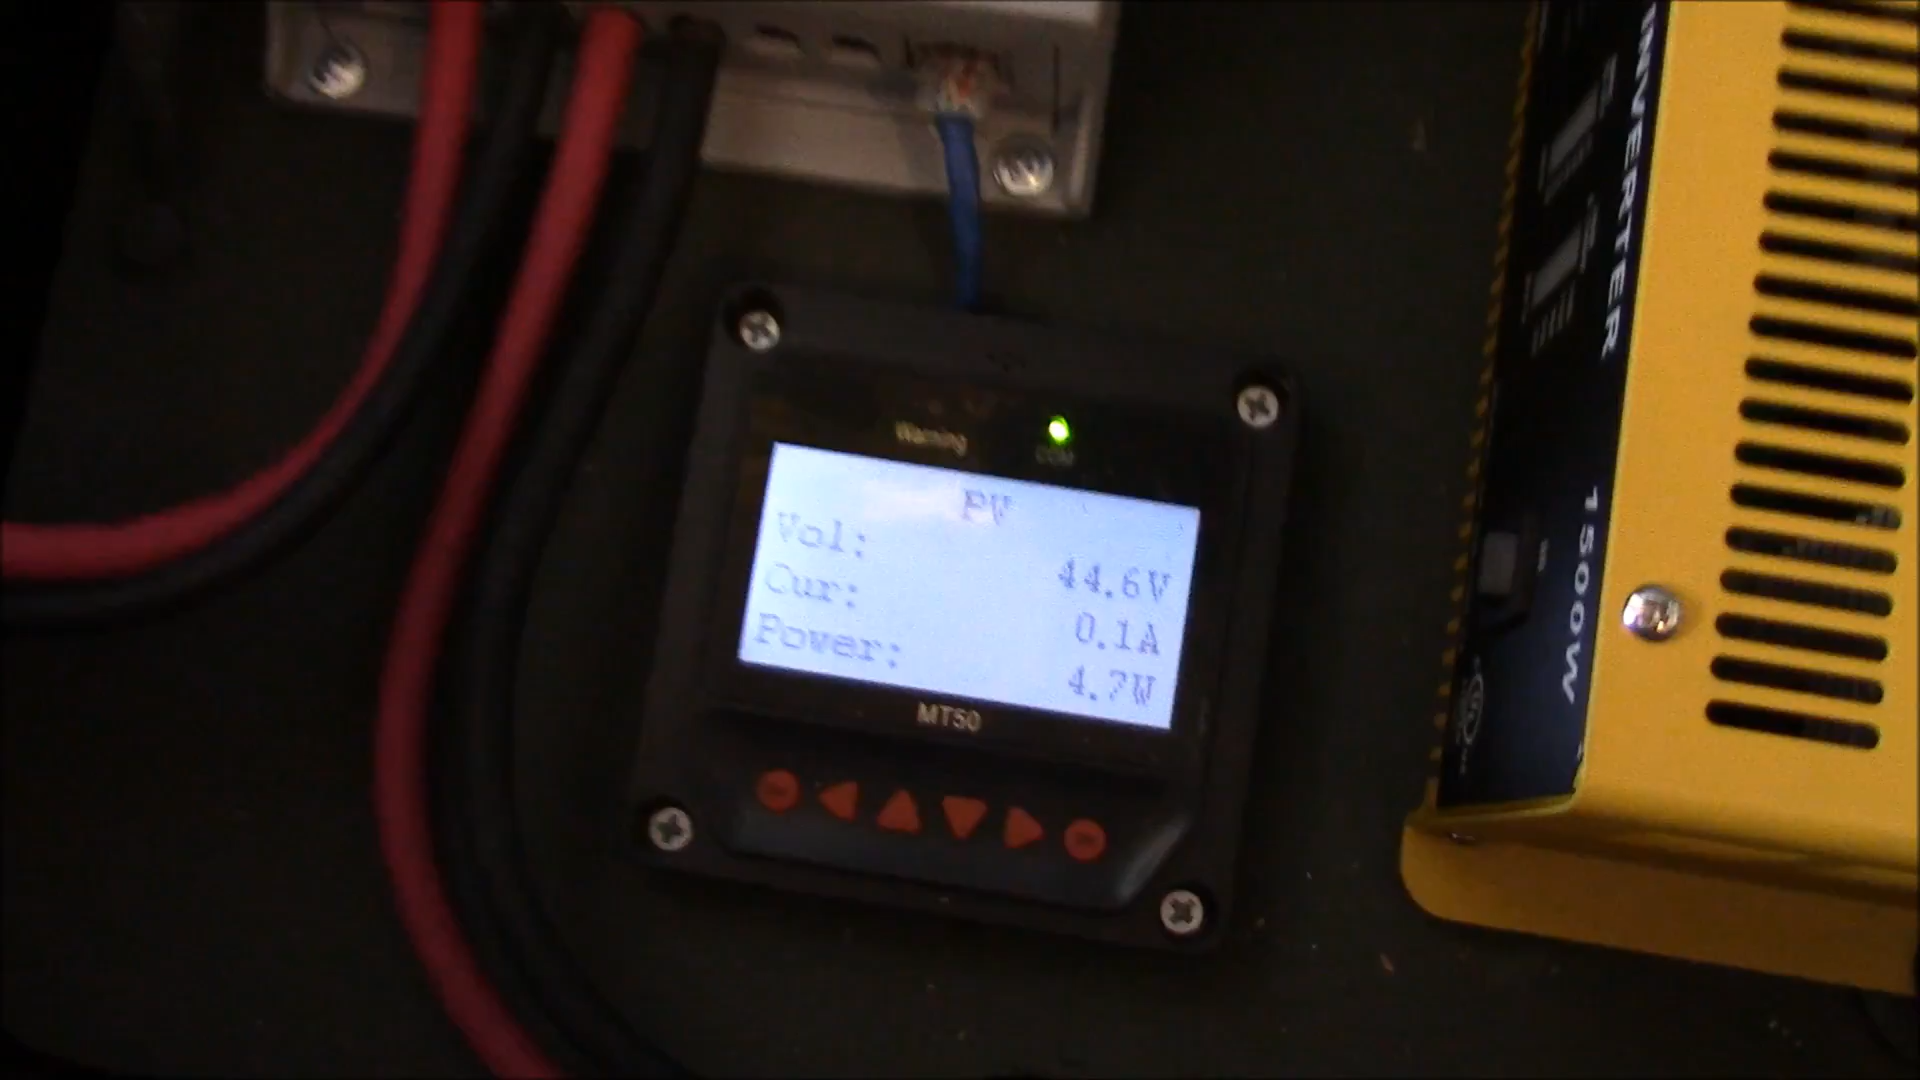 Warning
COM
PV
Vol:
44.6V
Cur:
0.1A
Power:
4.7W
MT50
INVERTER
1500W